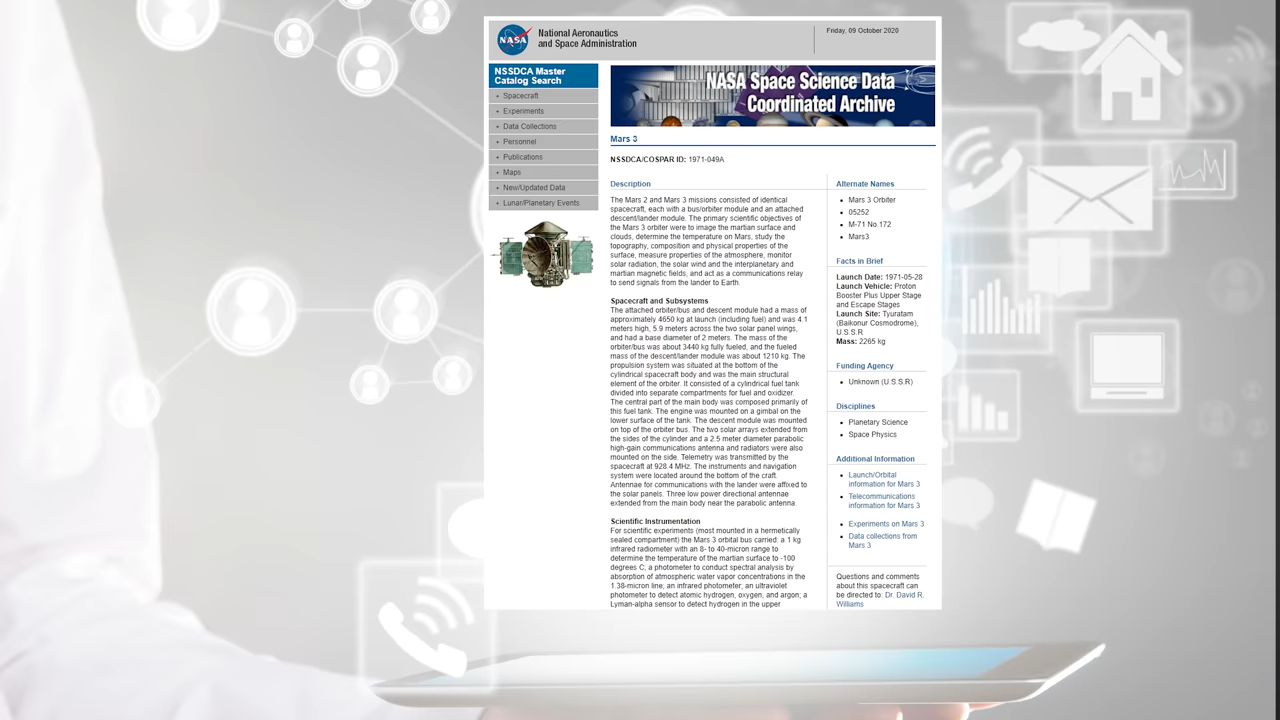 NASA
National Aeronautics
and Space Administration
Friday, 09 October 2020
NSSDCA Master
Catalog Search
+ Spacecraft
+ Experiments
+ Data Collections
+ Personnel
+ Publications
+ Maps
+ New/Updated Data
+ Lunar/Planetary Events
NASA Space Science Data
Coordinated Archive
Mars 3
NSSDCA/COSPAR ID: 1971-049A
Description
The Mars 2 and Mars 3 missions consisted of identical
spacecraft, each with a bus/orbiter module and an attached
descent/lander module. The primary scientific objectives of
the Mars 3 orbiter were to image the martian surface and
clouds, determine the temperature on Mars, study the
topography, composition and physical properties of the
surface, measure properties of the atmosphere, monitor
solar radiation, the solar wind and the interplanetary and
martian magnetic fields, and act as a communications relay
to send signals from the lander to Earth.
Spacecraft and Subsystems
The attached orbiter/bus and descent module had a mass of
approximately 4650 kg at launch (including fuel) and was 4.1
meters high, 5.9 meters across the two solar panel wings,
and had a base diameter of 2 meters. The mass of the
orbiter/bus was about 3440 kg fully fueled, and the fueled
mass of the descent/lander module was about 1210 kg. The
propulsion system was situated at the bottom of the
cylindrical spacecraft body and was the main structural
element of the orbiter. It consisted of a cylindrical fuel tank
divided into separate compartments for fuel and oxidizer.
The central part of the main body was composed primarily of
this fuel tank. The engine was mounted on a gimbal on the
lower surface of the tank. The descent module was mounted
on top of the orbiter bus. The two solar arrays extended from
the sides of the cylinder and a 2.5 meter diameter parabolic
high-gain communications antenna and radiators were also
mounted on the side. Telemetry was transmitted by the
spacecraft at 928.4 MHz. The instruments and navigation
system were located around the bottom of the craft.
Antennae for communications with the lander were affixed to
the solar panels. Three low power directional antennae
extended from the main body near the parabolic antenna.
Scientific Instrumentation
For scientific experiments (most mounted in a hermetically
sealed compartment) the Mars 3 orbital bus carried: a 1 kg
infrared radiometer with an 8- to 40-micron range to
determine the temperature of the martian surface to -100
degrees C; a photometer to conduct spectral analysis by
absorption of atmospheric water vapor concentrations in the
1.38-micron line; an infrared photometer; an ultraviolet
photometer to detect atomic hydrogen, oxygen, and argon; a
Lyman-alpha sensor to detect hydrogen in the upper
Alternate Names
• Mars 3 Orbiter
• 05252
• M-71 No.172
• Mars3
Facts in Brief
Launch Date: 1971-05-28
Launch Vehicle: Proton
Booster Plus Upper Stage
and Escape Stages
Launch Site: Tyuratam
(Baikonur Cosmodrome),
U.S.S.R
Mass: 2265 kg
Funding Agency
• Unknown (U.S.S.R)
Disciplines
• Planetary Science
• Space Physics
Additional Information
• Launch/Orbital
information for Mars 3
• Telecommunications
information for Mars 3
• Experiments on Mars 3
• Data collections from
Mars 3
Questions and comments
about this spacecraft can
be directed to: Dr. David R.
Williams